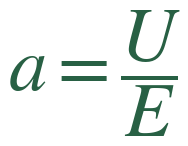 a = U/E